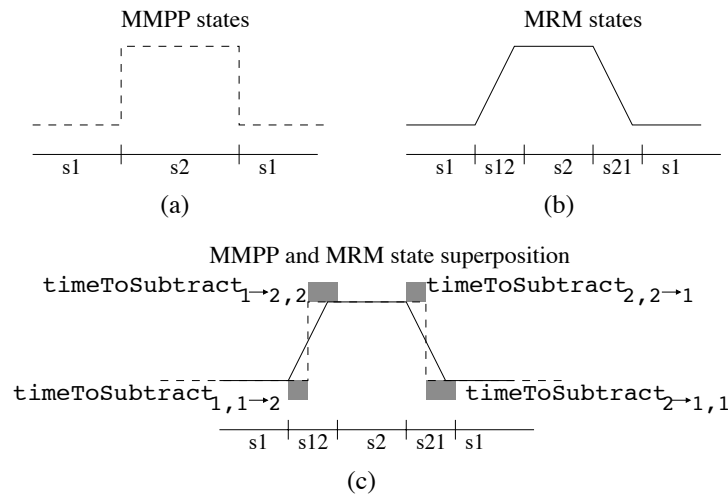 MMPP states
MRM states
s1 s2 s1
s1 s12 s2 s21 s1
(a)
(b)
MMPP and MRM state superposition
timeToSubtract1→2,2
timeToSubtract2,2→1
timeToSubtract1,1→2
timeToSubtract2→1,1
s1 s12 s2 s21 s1
(c)